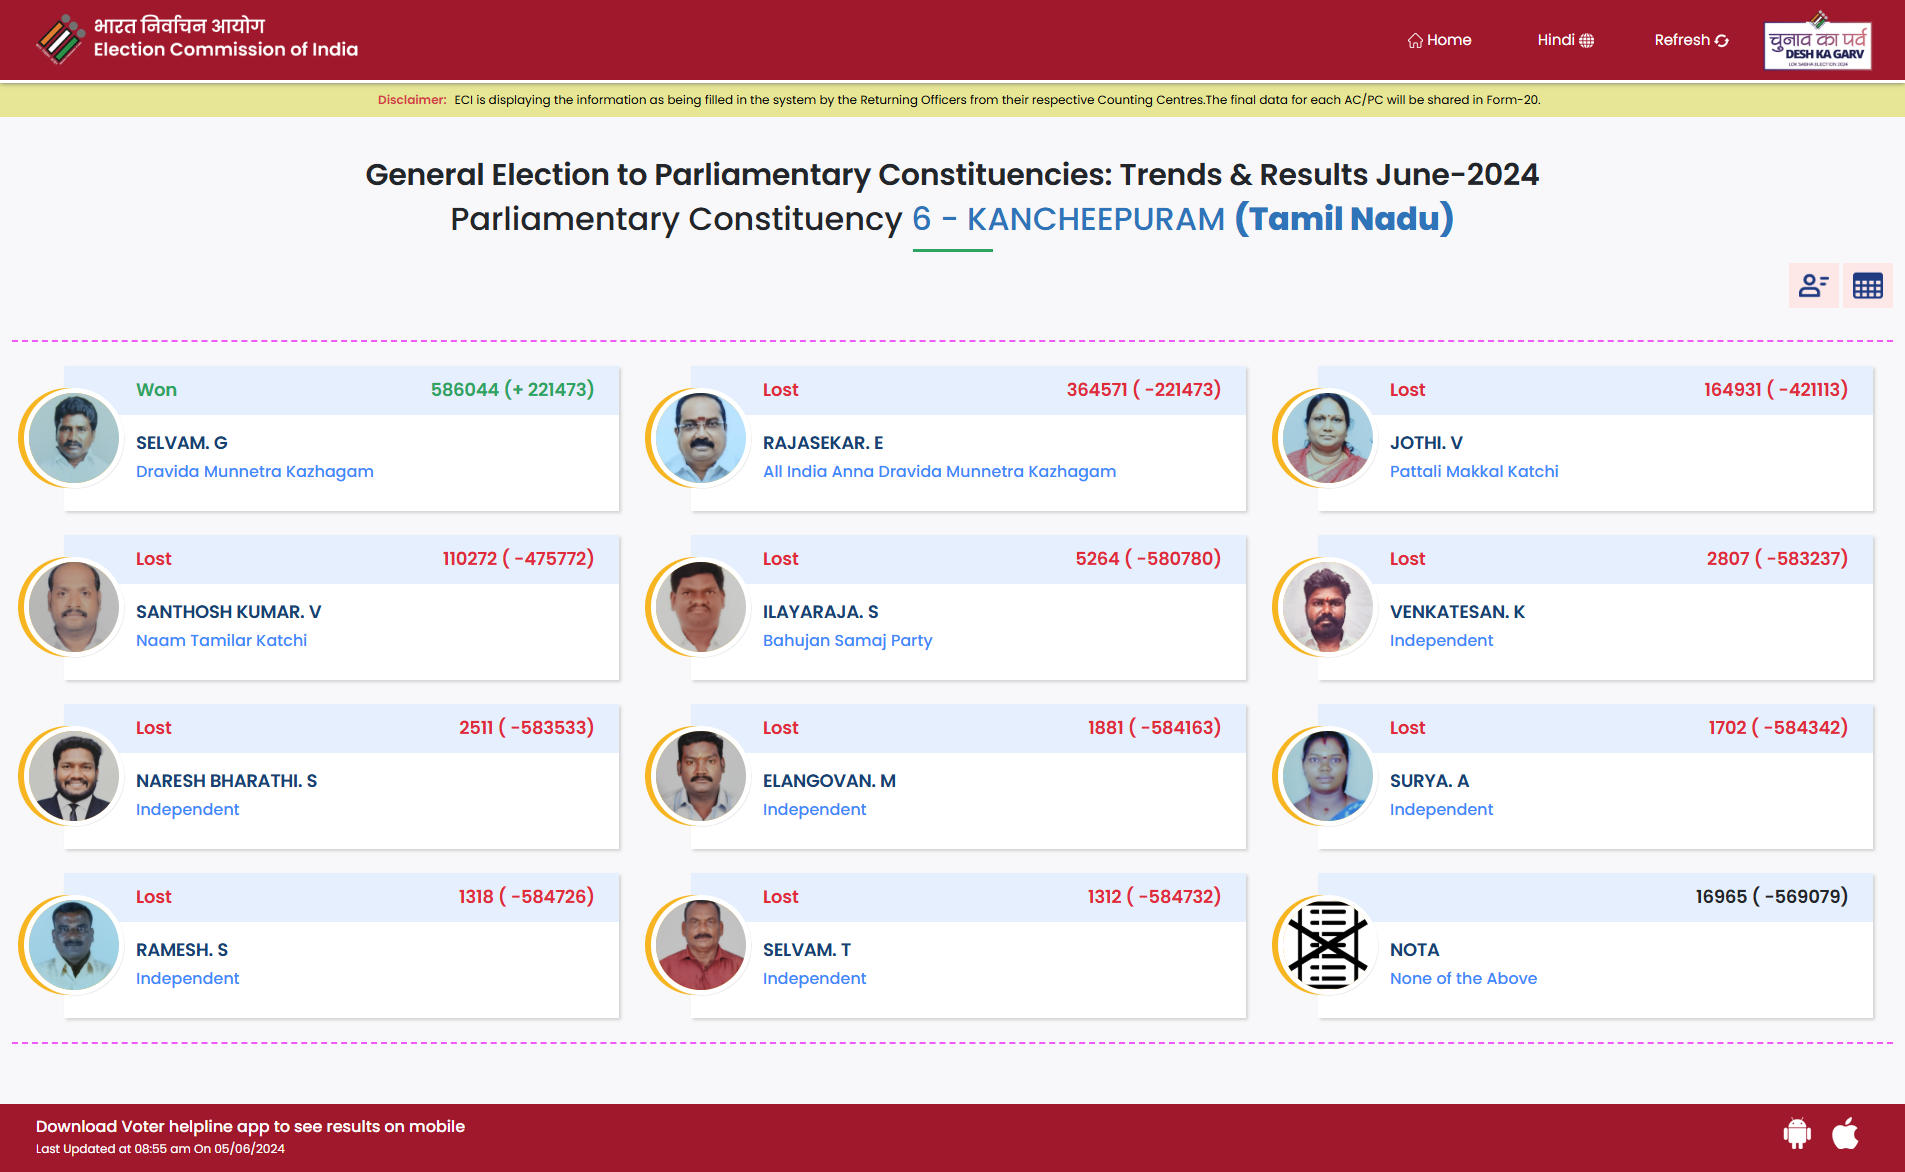 भारत निर्वाचन आयोग
Election Commission of India
Home
Hindi
Refresh
चुनाव का पर्व
DESH KA GARV
LOK SABHA ELECTION 2024
Disclaimer: ECI is displaying the information as being filled in the system by the Returning Officers from their respective Counting Centres.The final data for each AC/PC will be shared in Form-20.
General Election to Parliamentary Constituencies: Trends & Results June-2024
Parliamentary Constituency 6 - KANCHEEPURAM (Tamil Nadu)
Won 586044 (+ 221473)
SELVAM. G
Dravida Munnetra Kazhagam
Lost 364571 ( -221473)
RAJASEKAR. E
All India Anna Dravida Munnetra Kazhagam
Lost 164931 ( -421113)
JOTHI. V
Pattali Makkal Katchi
Lost 110272 ( -475772)
SANTHOSH KUMAR. V
Naam Tamilar Katchi
Lost 5264 ( -580780)
ILAYARAJA. S
Bahujan Samaj Party
Lost 2807 ( -583237)
VENKATESAN. K
Independent
Lost 2511 ( -583533)
NARESH BHARATHI. S
Independent
Lost 1881 ( -584163)
ELANGOVAN. M
Independent
Lost 1702 ( -584342)
SURYA. A
Independent
Lost 1318 ( -584726)
RAMESH. S
Independent
Lost 1312 ( -584732)
SELVAM. T
Independent
16965 ( -569079)
NOTA
None of the Above
Download Voter helpline app to see results on mobile
Last Updated at 08:55 am On 05/06/2024